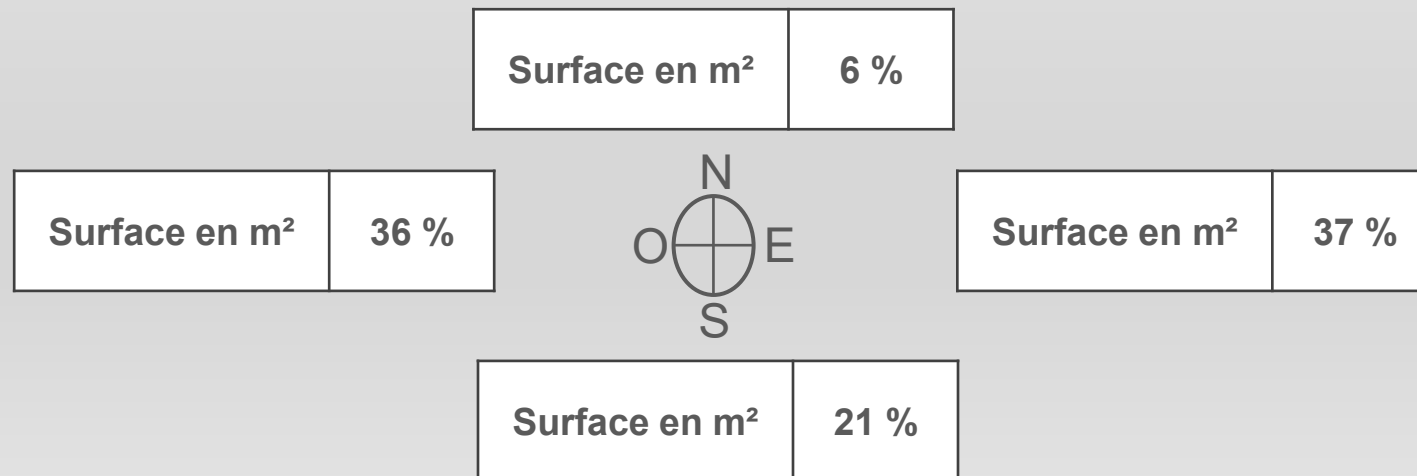 Surface en m² 6 %
N
Surface en m² 36 %
O E
Surface en m² 37 %
S
Surface en m² 21 %